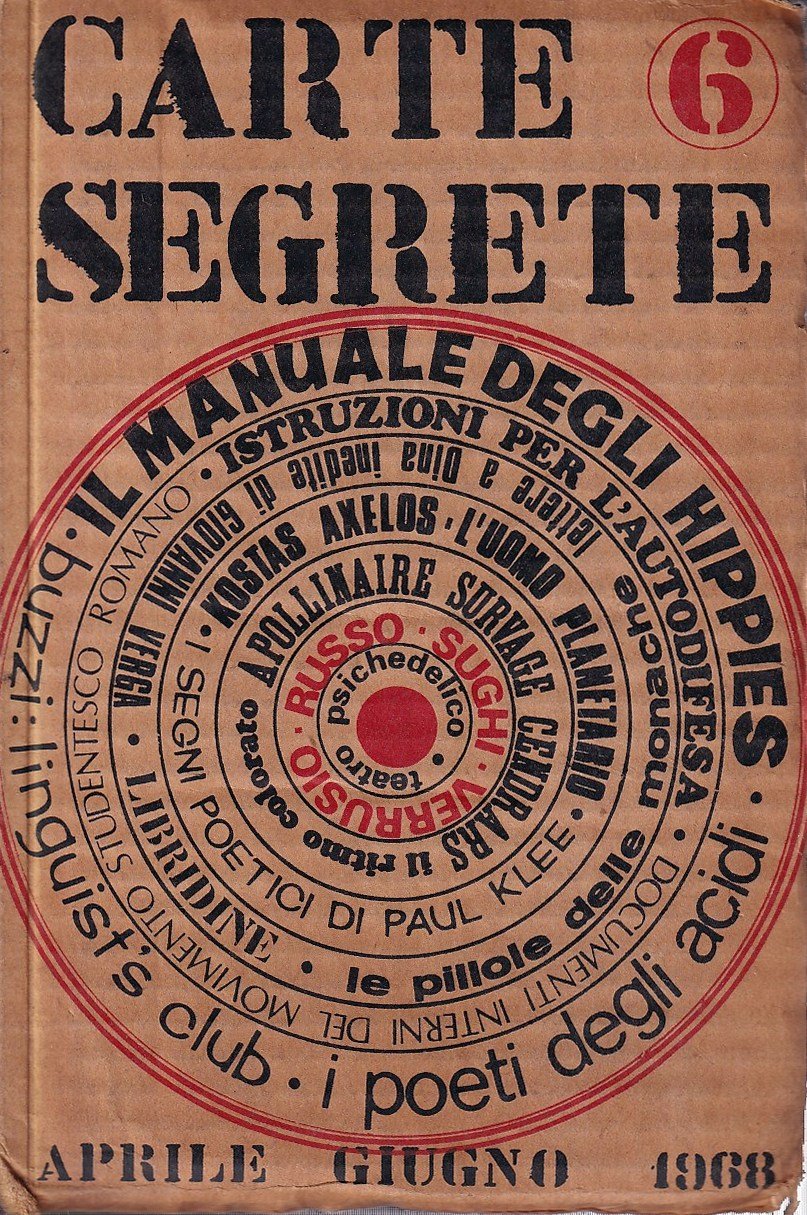 CARTE
6
SEGRETE
IL MANUALE DEGLI HIPPIES · i poeti degli acidi · buzzi: linguist's club ·
ISTRUZIONI PER L'AUTODIFESA · DOCUMENTI INTERNI DEL MOVIMENTO STUDENTESCO ROMANO ·
lettere a Dina inedite di GIOVANNI VERGA · LIBRIDINE · le pillole delle monache
KOSTAS AXELOS · L'UOMO PLANETARIO · I SEGNI POETICI DI PAUL KLEE ·
APOLLINAIRE SURVAGE CENDRARS il ritmo colorato
RUSSO · SUGHI · VERRUSIO ·
teatro psichedelico ·
APRILE GIUGNO 1968